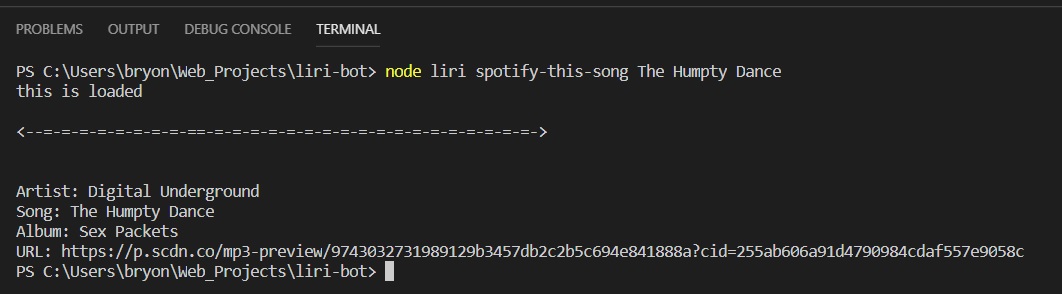 PROBLEMS OUTPUT DEBUG CONSOLE TERMINAL
PS C:\Users\bryon\Web_Projects\liri-bot> node liri spotify-this-song The Humpty Dance
this is loaded
<--=-=-=-=-=-=-=-=-==-=-=-=-=-=-=-=-=-=-=-=-=-=-=-=-=-=-=->
Artist: Digital Underground
Song: The Humpty Dance
Album: Sex Packets
URL: https://p.scdn.co/mp3-preview/9743032731989129b3457db2c2b5c694e841888a?cid=255ab606a91d4790984cdaf557e9058c
PS C:\Users\bryon\Web_Projects\liri-bot>